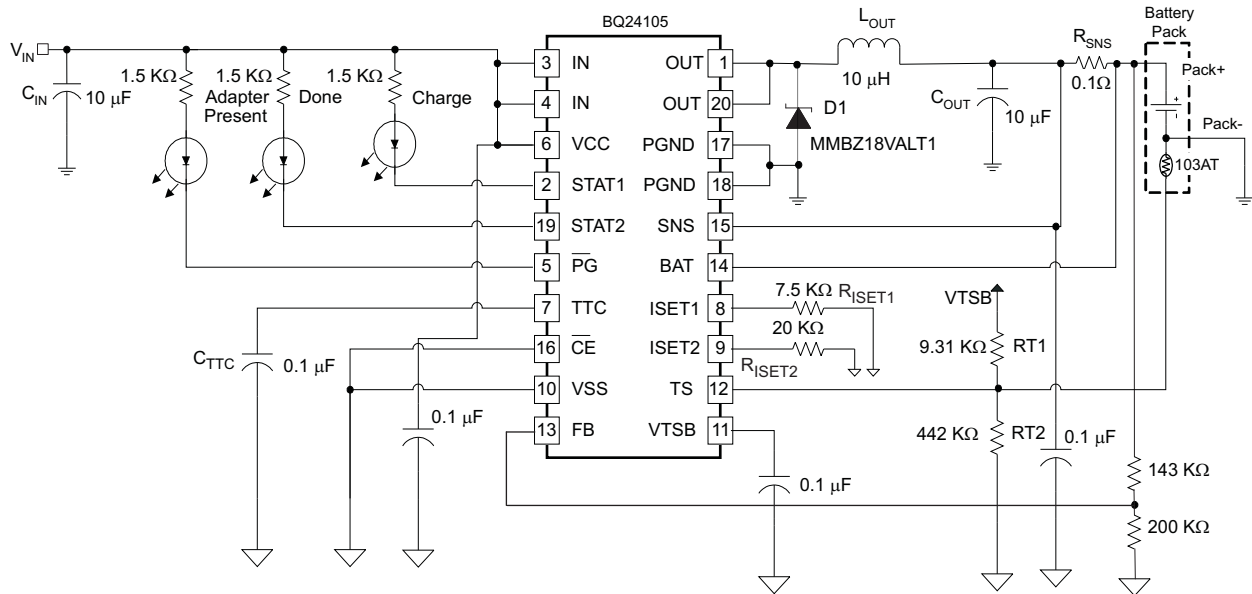 BQ24105
V_IN
C_IN
10 μF
1.5 KΩ
Adapter
Present
1.5 KΩ
Done
1.5 KΩ
Charge
3 IN
4 IN
6 VCC
2 STAT1
19 STAT2
5 P̅G̅
7 TTC
16 C̅E̅
10 VSS
13 FB
OUT 1
OUT 20
PGND 17
PGND 18
SNS 15
BAT 14
ISET1 8
ISET2 9
TS 12
VTSB 11
C_TTC
0.1 μF
0.1 μF
L_OUT
10 μH
D1
MMBZ18VALT1
C_OUT
10 μF
R_SNS
0.1Ω
Battery
Pack
Pack+
+
-
Pack-
103AT
7.5 KΩ
R_ISET1
20 KΩ
R_ISET2
VTSB
9.31 KΩ
RT1
442 KΩ
RT2
0.1 μF
0.1 μF
143 KΩ
200 KΩ